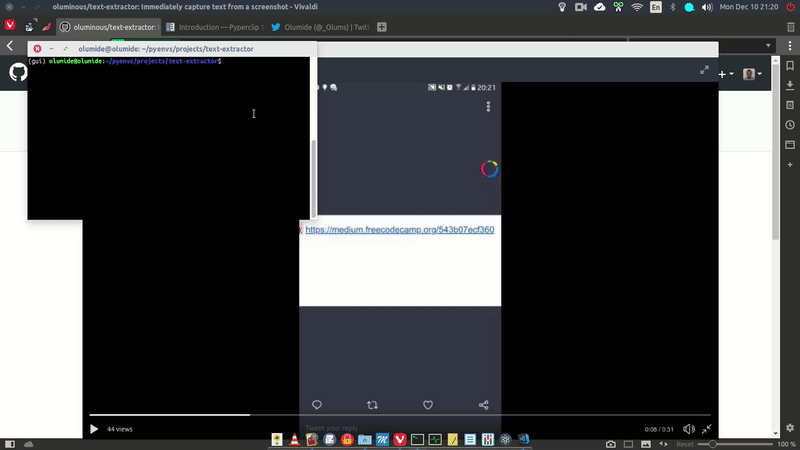 oluminous/text-extractor: Immediately capture text from a screenshot - Vivaldi
En
Mon Dec 10 21:20
oluminous/text-extractor:
Introduction — Pyperclip
Olumide (@_Olums) | Twitt
olumide@olumide: ~/pyenvs/projects/text-extractor
(gui) olumide@olumide:~/pyenvs/projects/text-extractor$
20:21
https://medium.freecodecamp.org/543b07ecf360
Tweet your reply
44 views
0:08 / 0:31
Reset
100 %